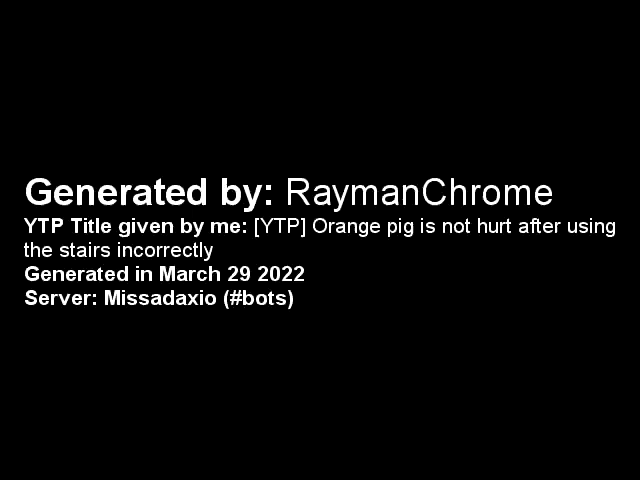 Generated by: RaymanChrome
YTP Title given by me: [YTP] Orange pig is not hurt after using
the stairs incorrectly
Generated in March 29 2022
Server: Missadaxio (#bots)